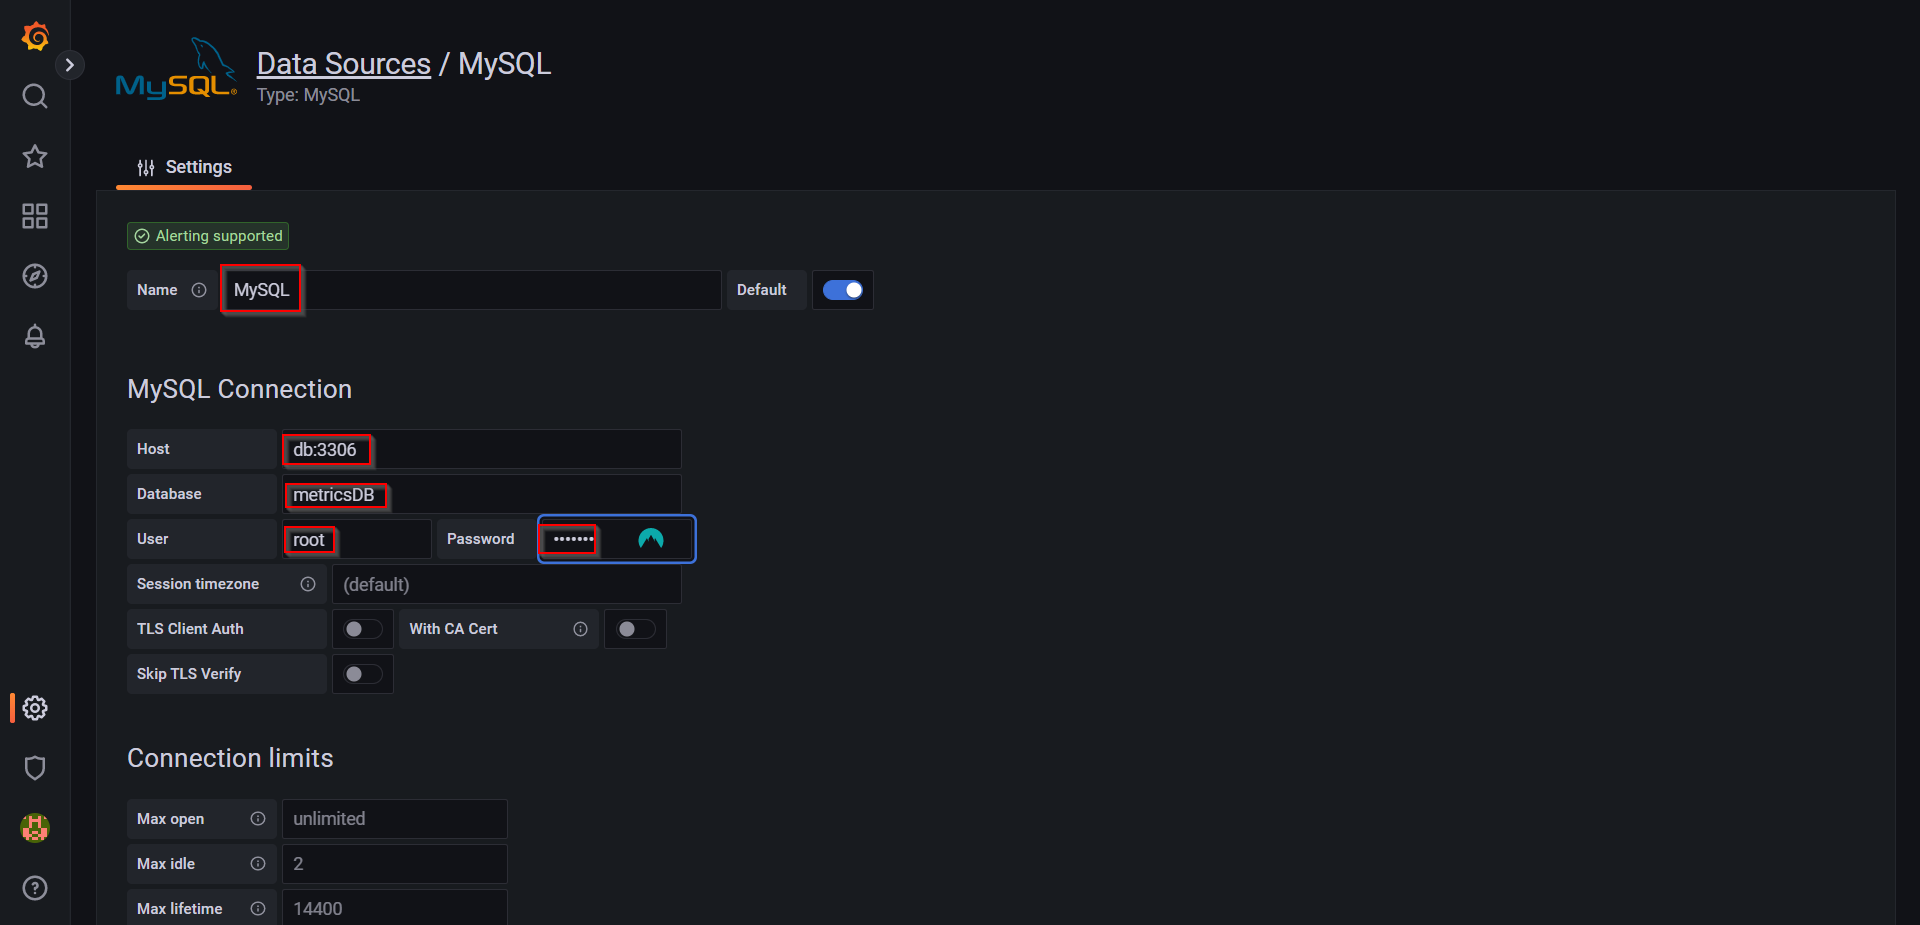 MySQL®
Data Sources / MySQL
Type: MySQL
Settings
Alerting supported
Name MySQL Default
MySQL Connection
Host db:3306
Database metricsDB
User root Password •••••••
Session timezone (default)
TLS Client Auth With CA Cert
Skip TLS Verify
Connection limits
Max open unlimited
Max idle 2
Max lifetime 14400